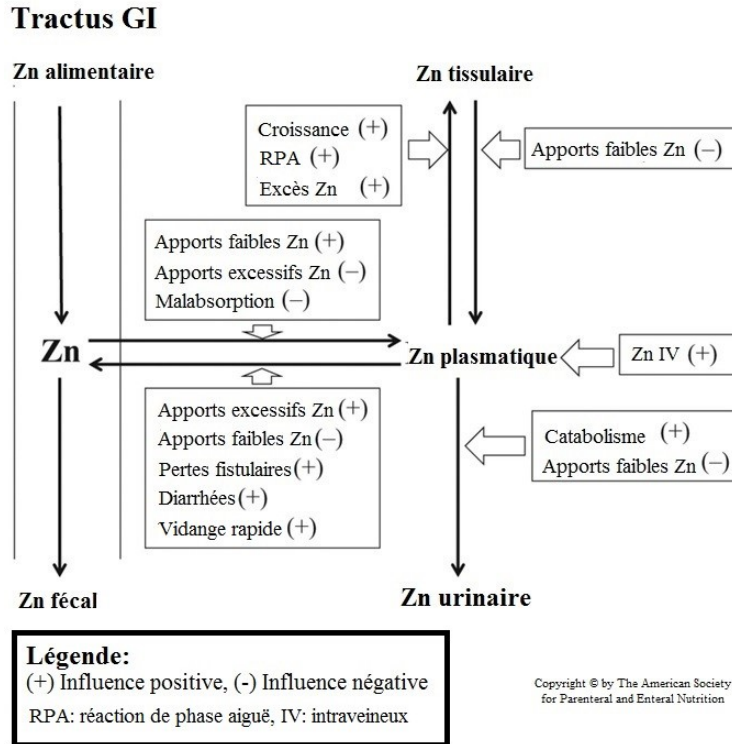 Tractus GI
Zn alimentaire
Zn tissulaire
Croissance (+)
RPA (+)
Excès Zn (+)
Apports faibles Zn (−)
Apports faibles Zn (+)
Apports excessifs Zn (−)
Malabsorption (−)
Zn
Zn plasmatique
Zn IV (+)
Apports excessifs Zn (+)
Apports faibles Zn (−)
Pertes fistulaires (+)
Diarrhées (+)
Vidange rapide (+)
Catabolisme (+)
Apports faibles Zn (−)
Zn fécal
Zn urinaire
Légende:
(+) Influence positive, (-) Influence négative
RPA: réaction de phase aiguë, IV: intraveineux
Copyright © by The American Society
for Parenteral and Enteral Nutrition